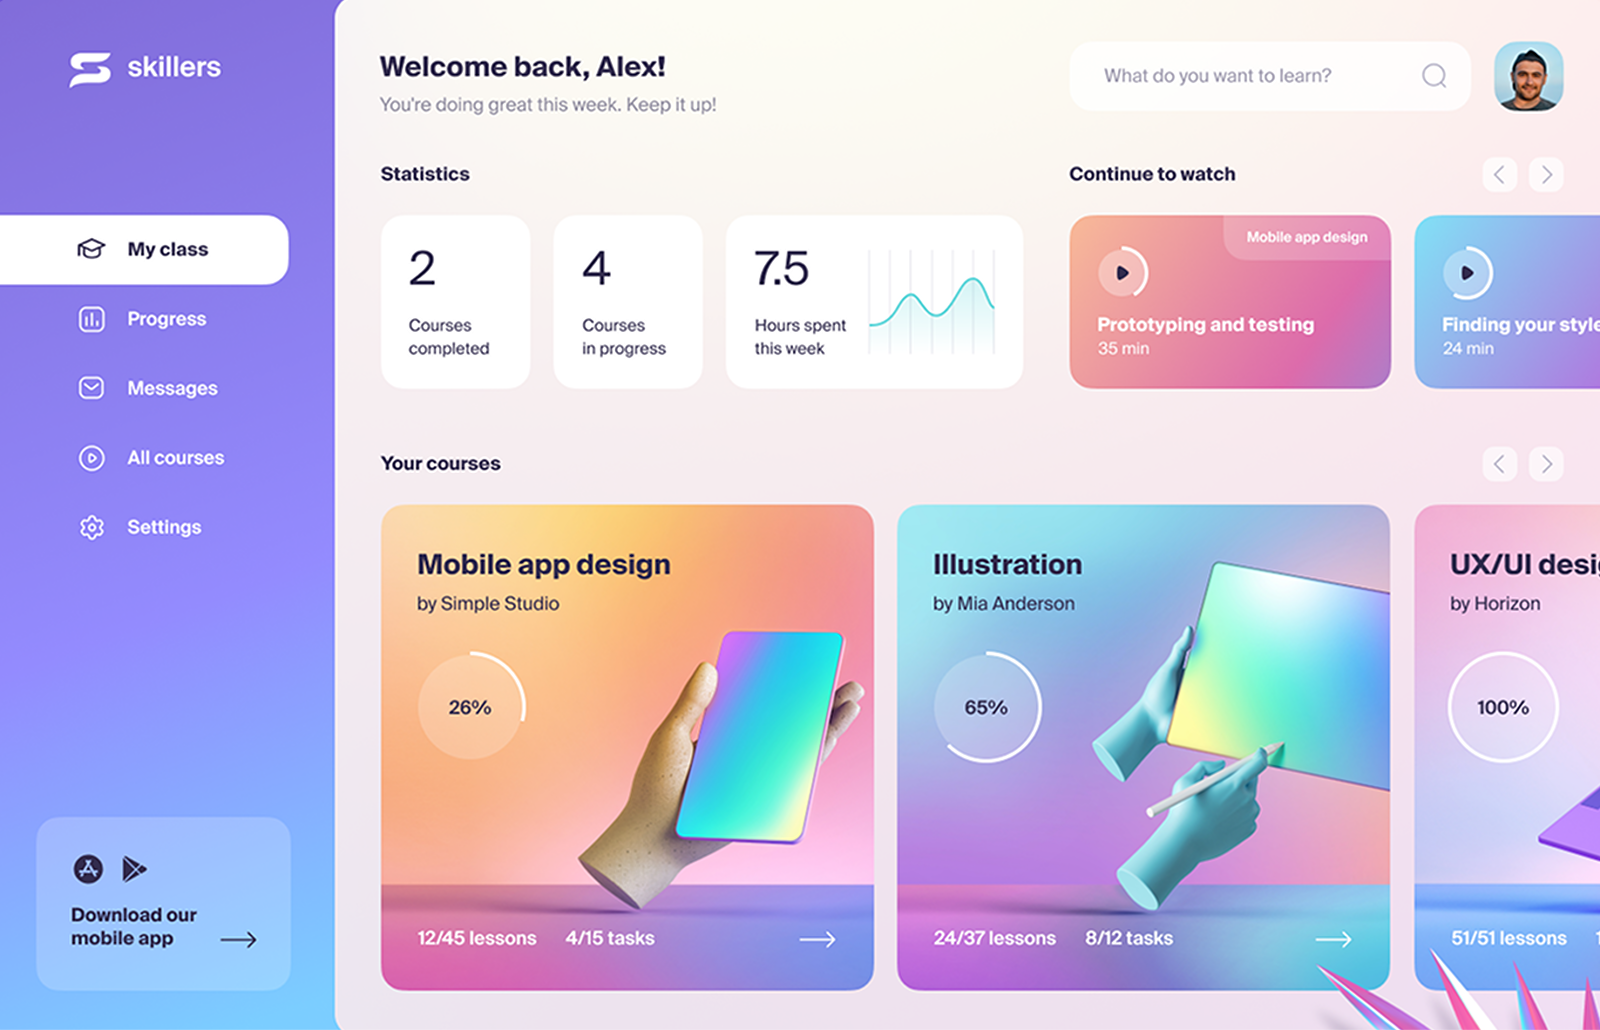 skillers
My class
Progress
Messages
All courses
Settings
Download our
mobile app
Welcome back, Alex!
You're doing great this week. Keep it up!
What do you want to learn?
Statistics
2
Courses
completed
4
Courses
in progress
7.5
Hours spent
this week
Continue to watch
Mobile app design
Prototyping and testing
35 min
Finding your style
24 min
Your courses
Mobile app design
by Simple Studio
26%
12/45 lessons 4/15 tasks
Illustration
by Mia Anderson
65%
24/37 lessons 8/12 tasks
UX/UI
by Horizon
100%
51/51 lessons